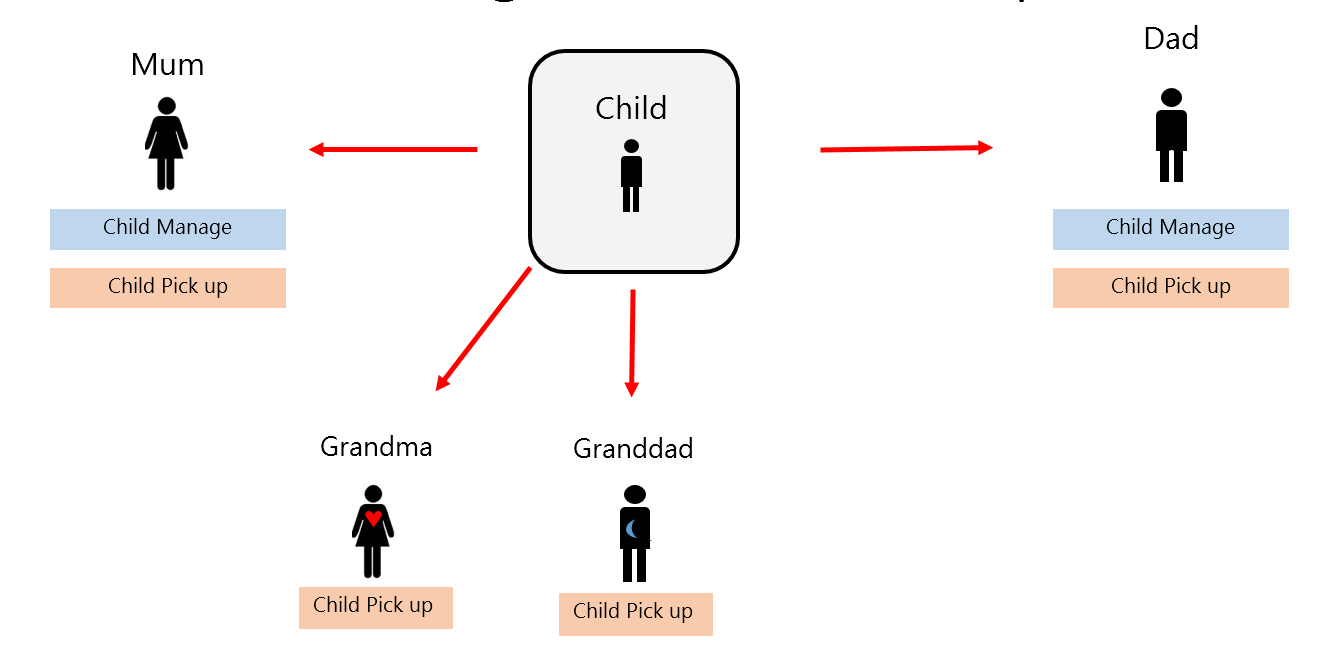 Mum
Child
Dad
Child Manage
Child Manage
Child Pick up
Child Pick up
Grandma
Granddad
Child Pick up
Child Pick up